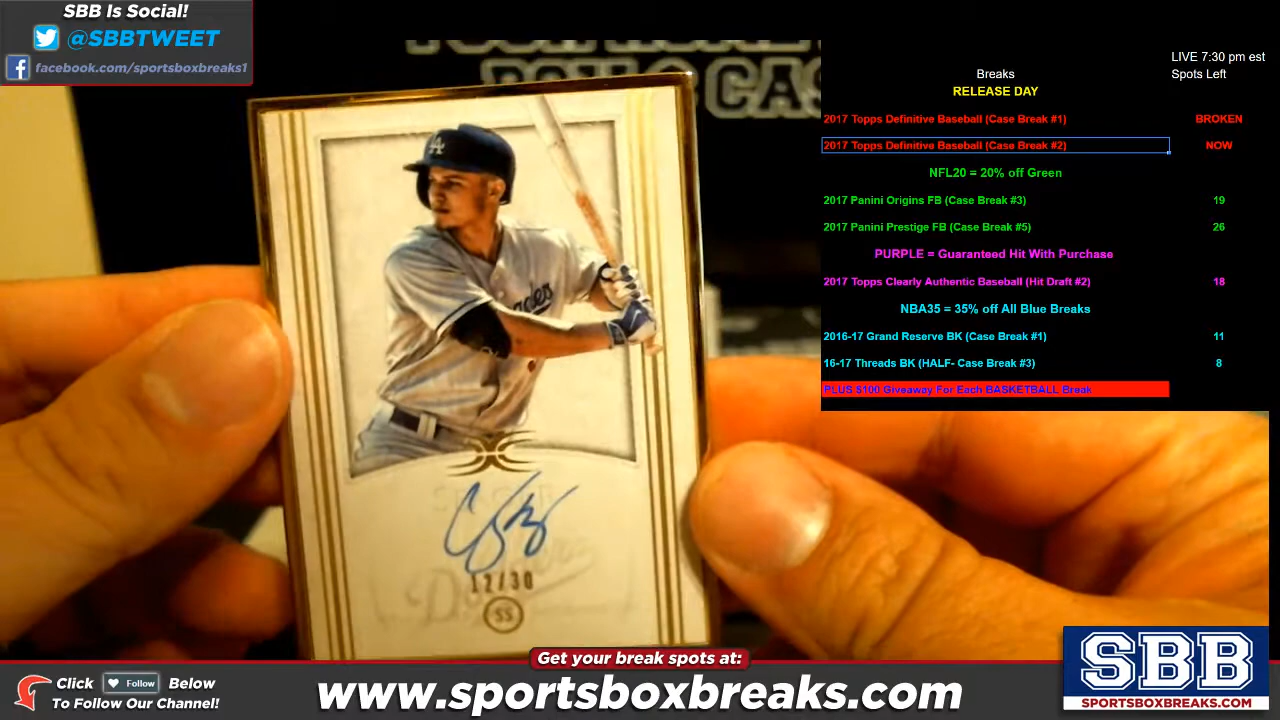 SBB Is Social!
@SBBTWEET
facebook.com/sportsboxbreaks1
LIVE 7:30 pm est
Breaks
Spots Left
RELEASE DAY
2017 Topps Definitive Baseball (Case Break #1)
BROKEN
2017 Topps Definitive Baseball (Case Break #2)
NOW
NFL20 = 20% off Green
2017 Panini Origins FB (Case Break #3)
19
2017 Panini Prestige FB (Case Break #5)
26
PURPLE = Guaranteed Hit With Purchase
2017 Topps Clearly Authentic Baseball (Hit Draft #2)
18
NBA35 = 35% off All Blue Breaks
2016-17 Grand Reserve BK (Case Break #1)
11
16-17 Threads BK (HALF- Case Break #3)
8
PLUS $100 Giveaway For Each BASKETBALL Break
LA
12/30
SS
Get your break spots at:
Click Follow Below
To Follow Our Channel!
www.sportsboxbreaks.com
SBB
SPORTSBOXBREAKS.COM